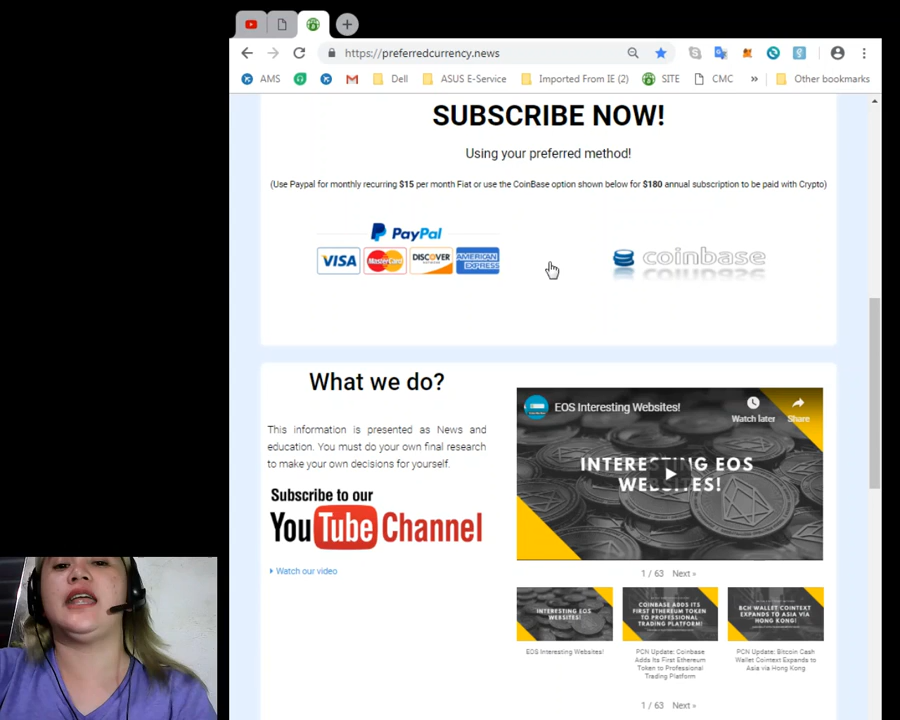 https://preferredcurrency.news
AMS
Dell
ASUS E-Service
Imported From IE (2)
SITE
CMC
»
Other bookmarks
SUBSCRIBE NOW!
Using your preferred method!
(Use Paypal for monthly recurring $15 per month Fiat or use the CoinBase option shown below for $180 annual subscription to be paid with Crypto)
PayPal
VISA
MasterCard
DISCOVER
AMERICAN EXPRESS
coinbase
What we do?
This information is presented as News and
education. You must do your own final research
to make your own decisions for yourself.
Subscribe to our
YouTube Channel
Watch our video
EOS Interesting Websites!
Watch later
Share
INTERESTING EOS
WEBSITES!
1 / 63 Next »
INTERESTING EOS
WEBSITES!
COINBASE ADDS ITS
FIRST ETHEREUM TOKEN
TO PROFESSIONAL
TRADING PLATFORM!
BCH WALLET COINTEXT
EXPANDS TO ASIA VIA
HONG KONG!
EOS Interesting Websites!
PCN Update: Coinbase
Adds Its First Ethereum
Token to Professional
Trading Platform
PCN Update: Bitcoin Cash
Wallet Cointext Expands to
Asia via Hong Kong
1 / 63 Next »